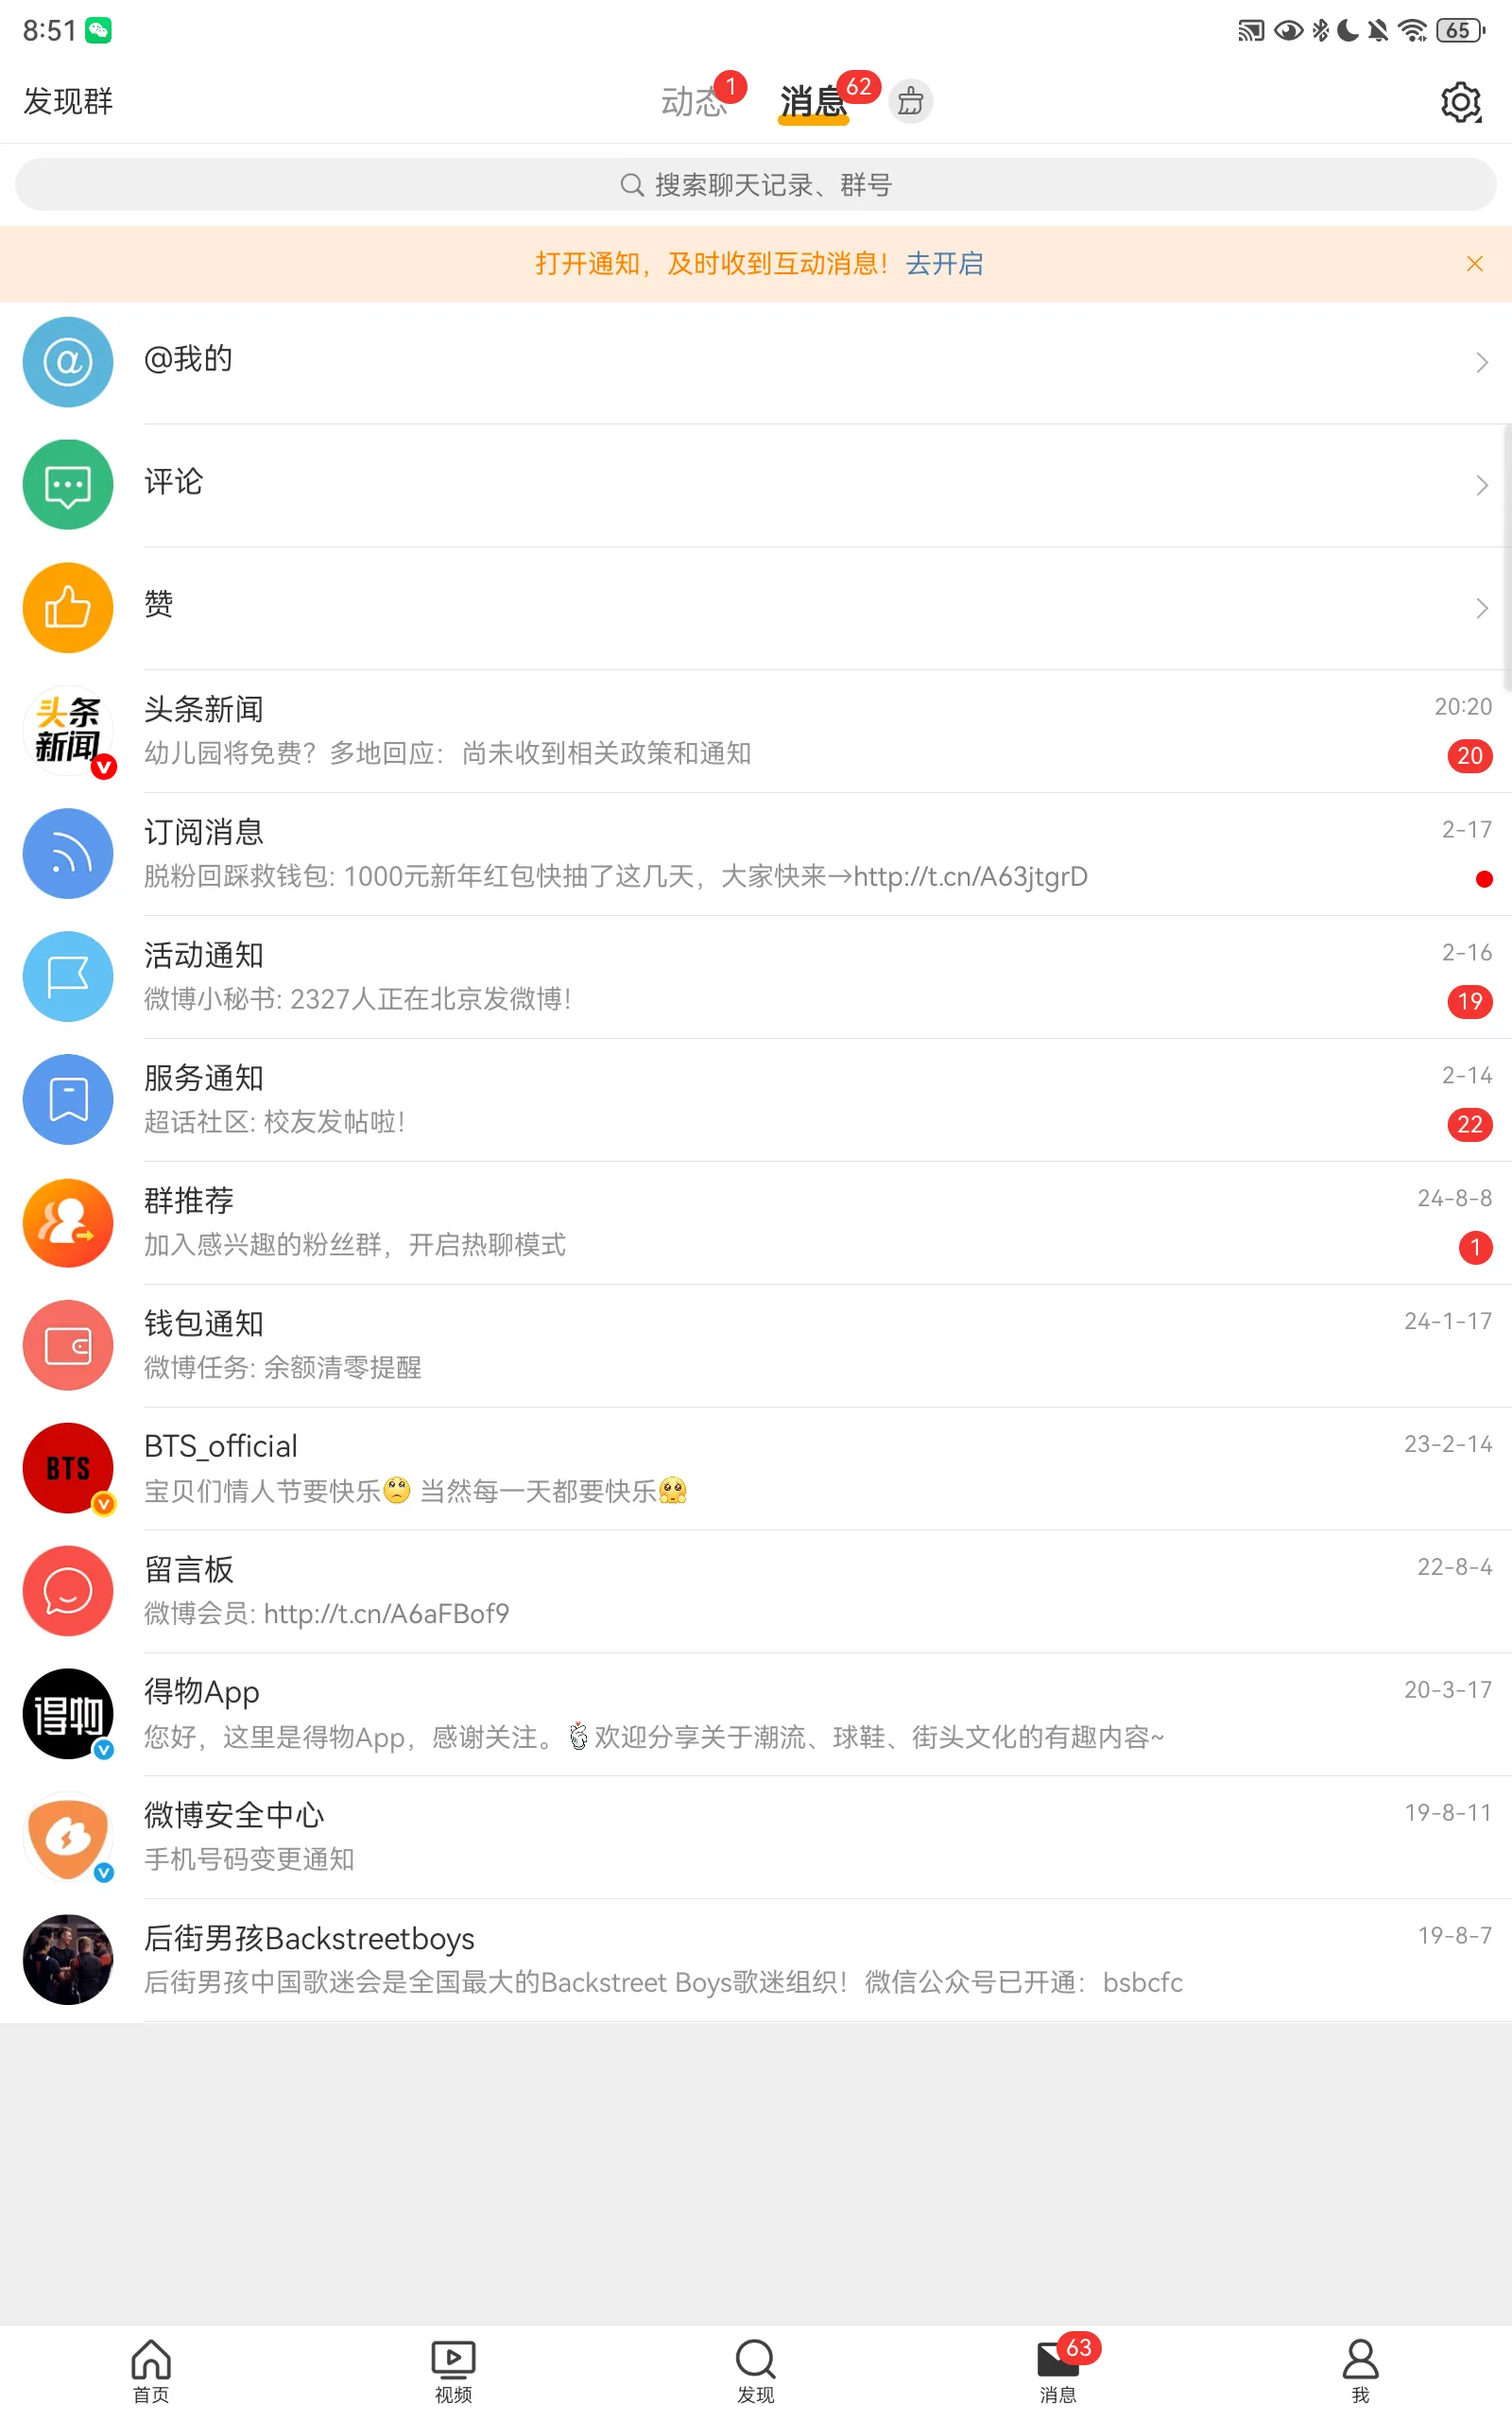 8:51
65
发现群
动态
1
消息
62
搜索聊天记录、群号
打开通知，及时收到互动消息！去开启
@我的
评论
赞
头条新闻
头条新闻
20:20
幼儿园将免费？多地回应：尚未收到相关政策和通知
20
订阅消息
2-17
脱粉回踩救钱包: 1000元新年红包快抽了这几天，大家快来→http://t.cn/A63jtgrD
活动通知
2-16
微博小秘书: 2327人正在北京发微博！
19
服务通知
2-14
超话社区: 校友发帖啦！
22
群推荐
24-8-8
加入感兴趣的粉丝群，开启热聊模式
1
钱包通知
24-1-17
微博任务: 余额清零提醒
BTS
BTS_official
23-2-14
宝贝们情人节要快乐 当然每一天都要快乐
留言板
22-8-4
微博会员: http://t.cn/A6aFBof9
得物
得物App
20-3-17
您好，这里是得物App，感谢关注。欢迎分享关于潮流、球鞋、街头文化的有趣内容~
微博安全中心
19-8-11
手机号码变更通知
后街男孩Backstreetboys
19-8-7
后街男孩中国歌迷会是全国最大的Backstreet Boys歌迷组织！微信公众号已开通：bsbcfc
首页
视频
发现
63
消息
我